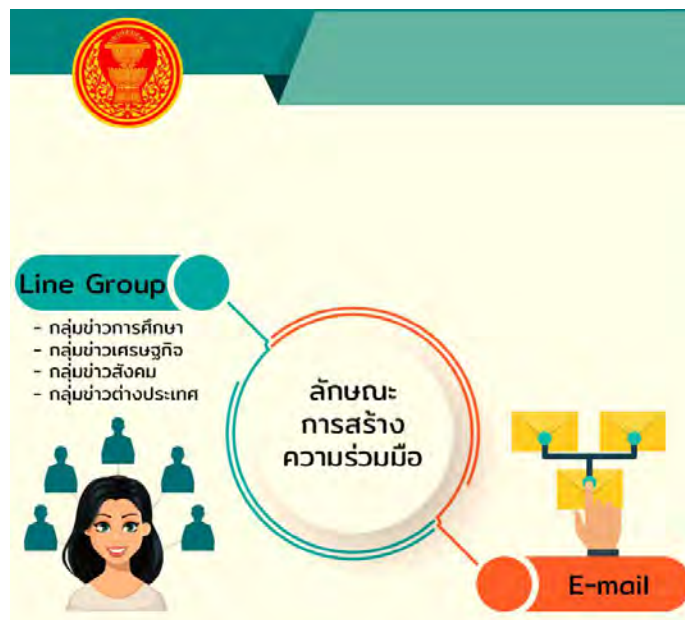 Line Group
- กลุ่มข่าวการศึกษา
- กลุ่มข่าวเศรษฐกิจ
- กลุ่มข่าวสังคม
- กลุ่มข่าวต่างประเทศ
ลักษณะ
การสร้าง
ความร่วมมือ
E-mail